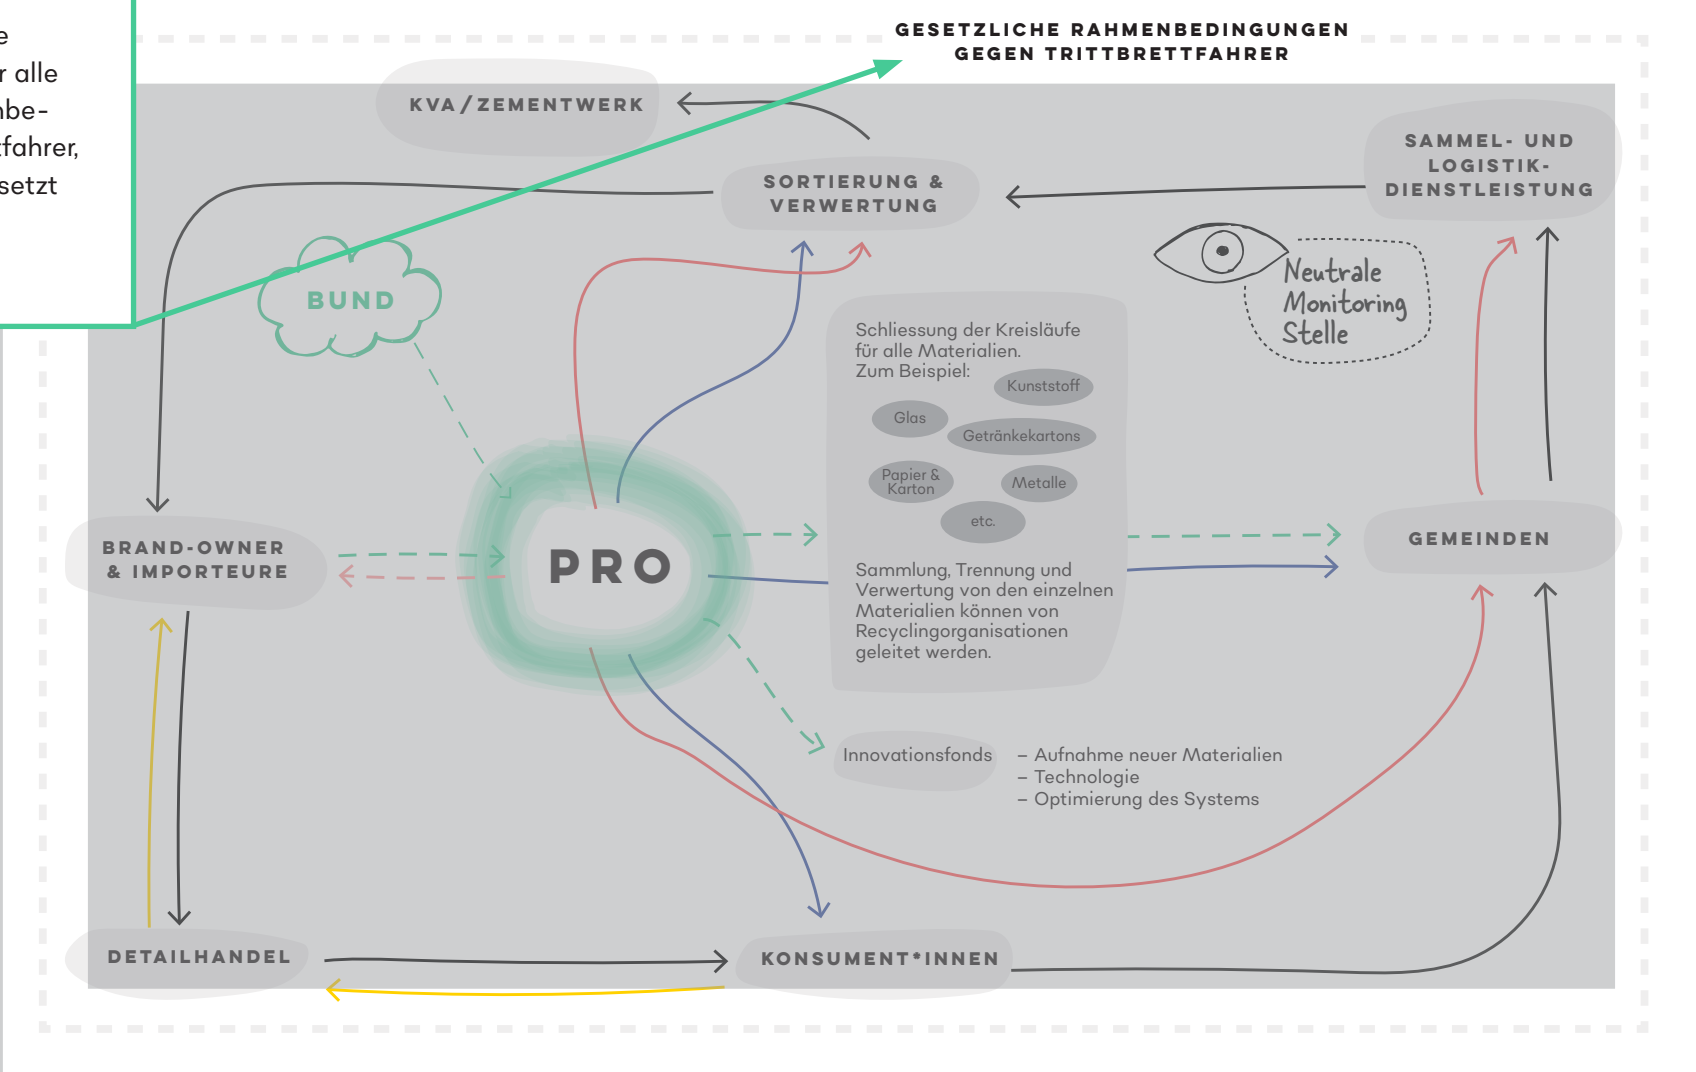 e
r alle
nbe-
tfahrer,
setzt
GESETZLICHE RAHMENBEDINGUNGEN
GEGEN TRITTBRETTFAHRER
KVA/ZEMENTWERK
SORTIERUNG &
VERWERTUNG
SAMMEL- UND
LOGISTIK-
DIENSTLEISTUNG
Neutrale
Monitoring
Stelle
BUND
Schliessung der Kreisläufe
für alle Materialien.
Zum Beispiel:
Kunststoff
Glas
Getränkekartons
Papier &
Karton
Metalle
etc.
BRAND-OWNER
& IMPORTEURE
PRO
GEMEINDEN
Sammlung, Trennung und
Verwertung von den einzelnen
Materialien können von
Recyclingorganisationen
geleitet werden.
Innovationsfonds
– Aufnahme neuer Materialien
– Technologie
– Optimierung des Systems
DETAILHANDEL
KONSUMENT*INNEN